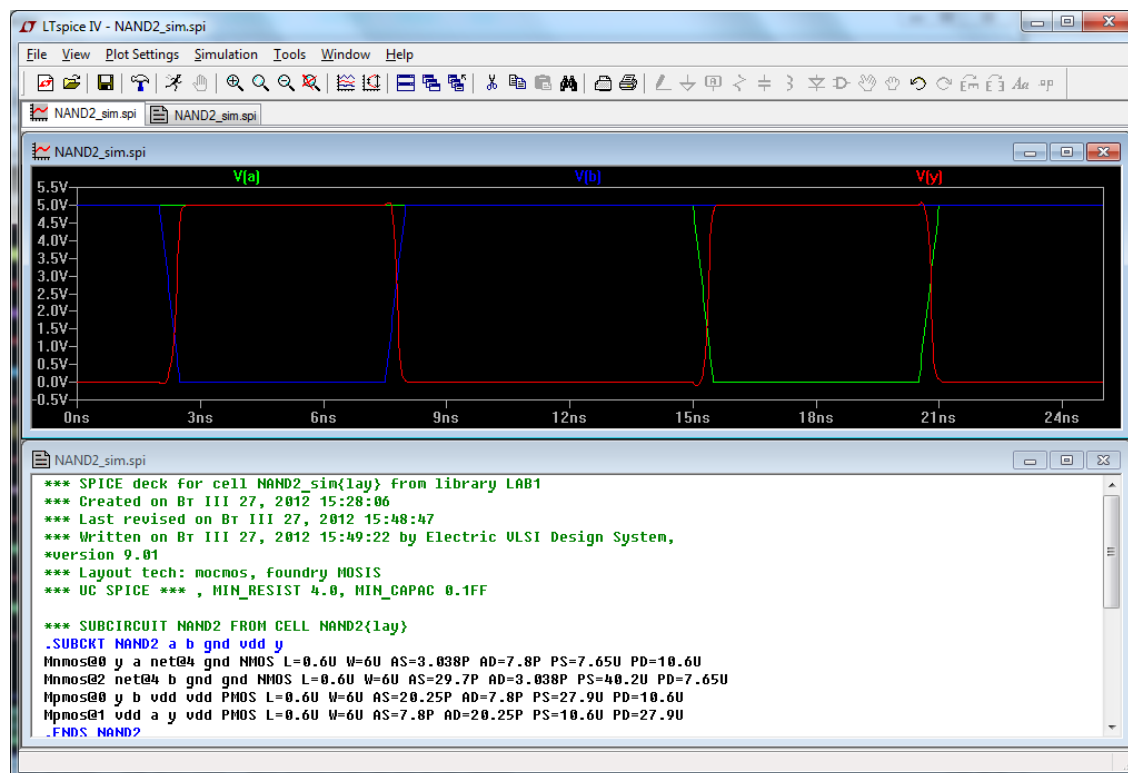 LTspice IV - NAND2_sim.spi
File View Plot Settings Simulation Tools Window Help
NAND2_sim.spi NAND2_sim.spi
NAND2_sim.spi
V(a) V(b) V(y)
5.5V
5.0V
4.5V
4.0V
3.5V
3.0V
2.5V
2.0V
1.5V
1.0V
0.5V
0.0V
-0.5V
0ns 3ns 6ns 9ns 12ns 15ns 18ns 21ns 24ns
NAND2_sim.spi
*** SPICE deck for cell NAND2_sim{lay} from library LAB1
*** Created on Вт III 27, 2012 15:28:06
*** Last revised on Вт III 27, 2012 15:48:47
*** Written on Вт III 27, 2012 15:49:22 by Electric VLSI Design System,
*version 9.01
*** Layout tech: mocmos, foundry MOSIS
*** UC SPICE *** , MIN_RESIST 4.0, MIN_CAPAC 0.1FF
*** SUBCIRCUIT NAND2 FROM CELL NAND2{lay}
.SUBCKT NAND2 a b gnd vdd y
Mnmos@0 y a net@4 gnd NMOS L=0.6U W=6U AS=3.038P AD=7.8P PS=7.65U PD=10.6U
Mnmos@2 net@4 b gnd gnd NMOS L=0.6U W=6U AS=29.7P AD=3.038P PS=40.2U PD=7.65U
Mpmos@0 y b vdd vdd PMOS L=0.6U W=6U AS=20.25P AD=7.8P PS=27.9U PD=10.6U
Mpmos@1 vdd a y vdd PMOS L=0.6U W=6U AS=7.8P AD=20.25P PS=10.6U PD=27.9U
.ENDS NAND2